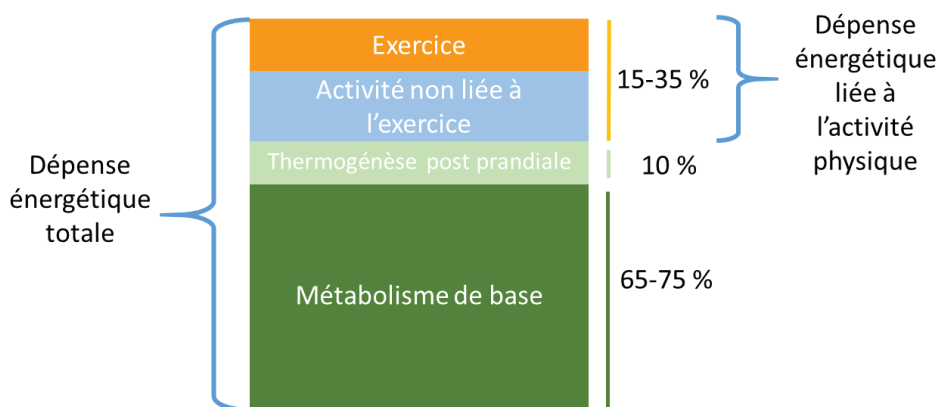 Dépense
énergétique
totale
Exercice
Activité non liée à
l'exercice
Thermogénèse post prandiale
Métabolisme de base
15-35 %
10 %
65-75 %
Dépense
énergétique
liée à
l'activité
physique